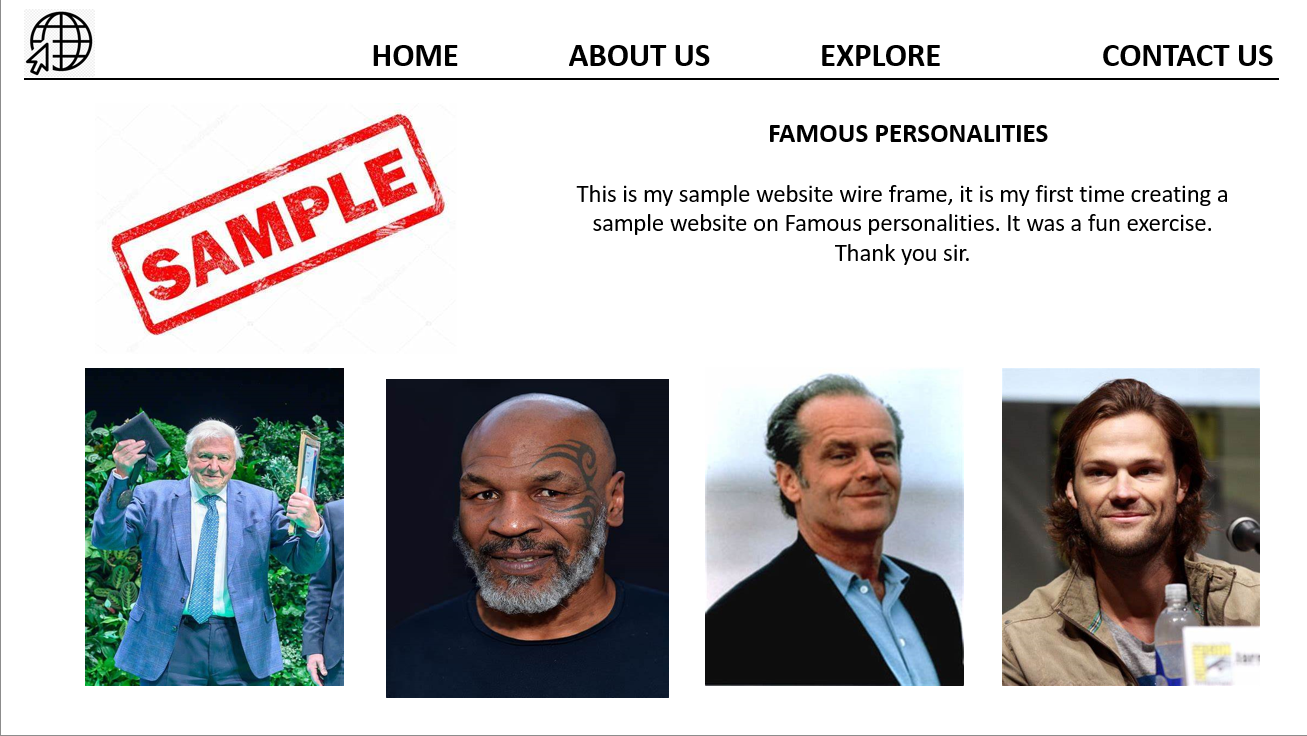 HOME ABOUT US EXPLORE CONTACT US
SAMPLE
FAMOUS PERSONALITIES
This is my sample website wire frame, it is my first time creating a
sample website on Famous personalities. It was a fun exercise.
Thank you sir.